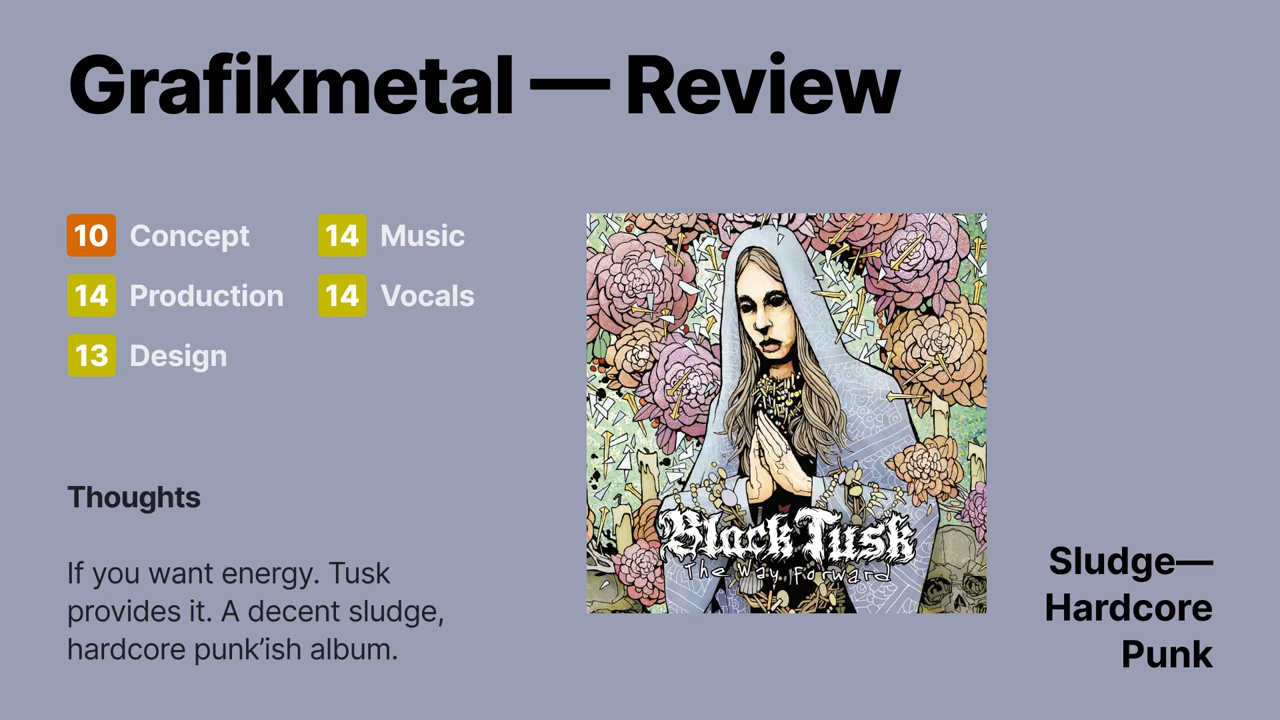 Grafikmetal — Review
10 Concept
14 Music
14 Production
14 Vocals
13 Design
Thoughts
If you want energy. Tusk
provides it. A decent sludge,
hardcore punk’ish album.
Black Tusk
The Way Forward
Sludge—
Hardcore
Punk